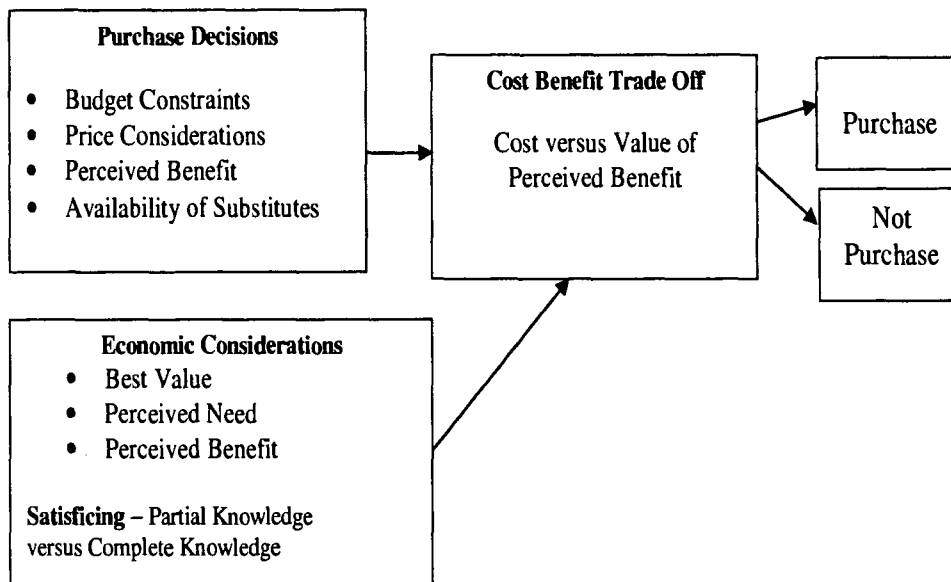 Purchase Decisions
• Budget Constraints
• Price Considerations
• Perceived Benefit
• Availability of Substitutes
Cost Benefit Trade Off
Cost versus Value of
Perceived Benefit
Purchase
Not
Purchase
Economic Considerations
• Best Value
• Perceived Need
• Perceived Benefit
Satisficing – Partial Knowledge
versus Complete Knowledge